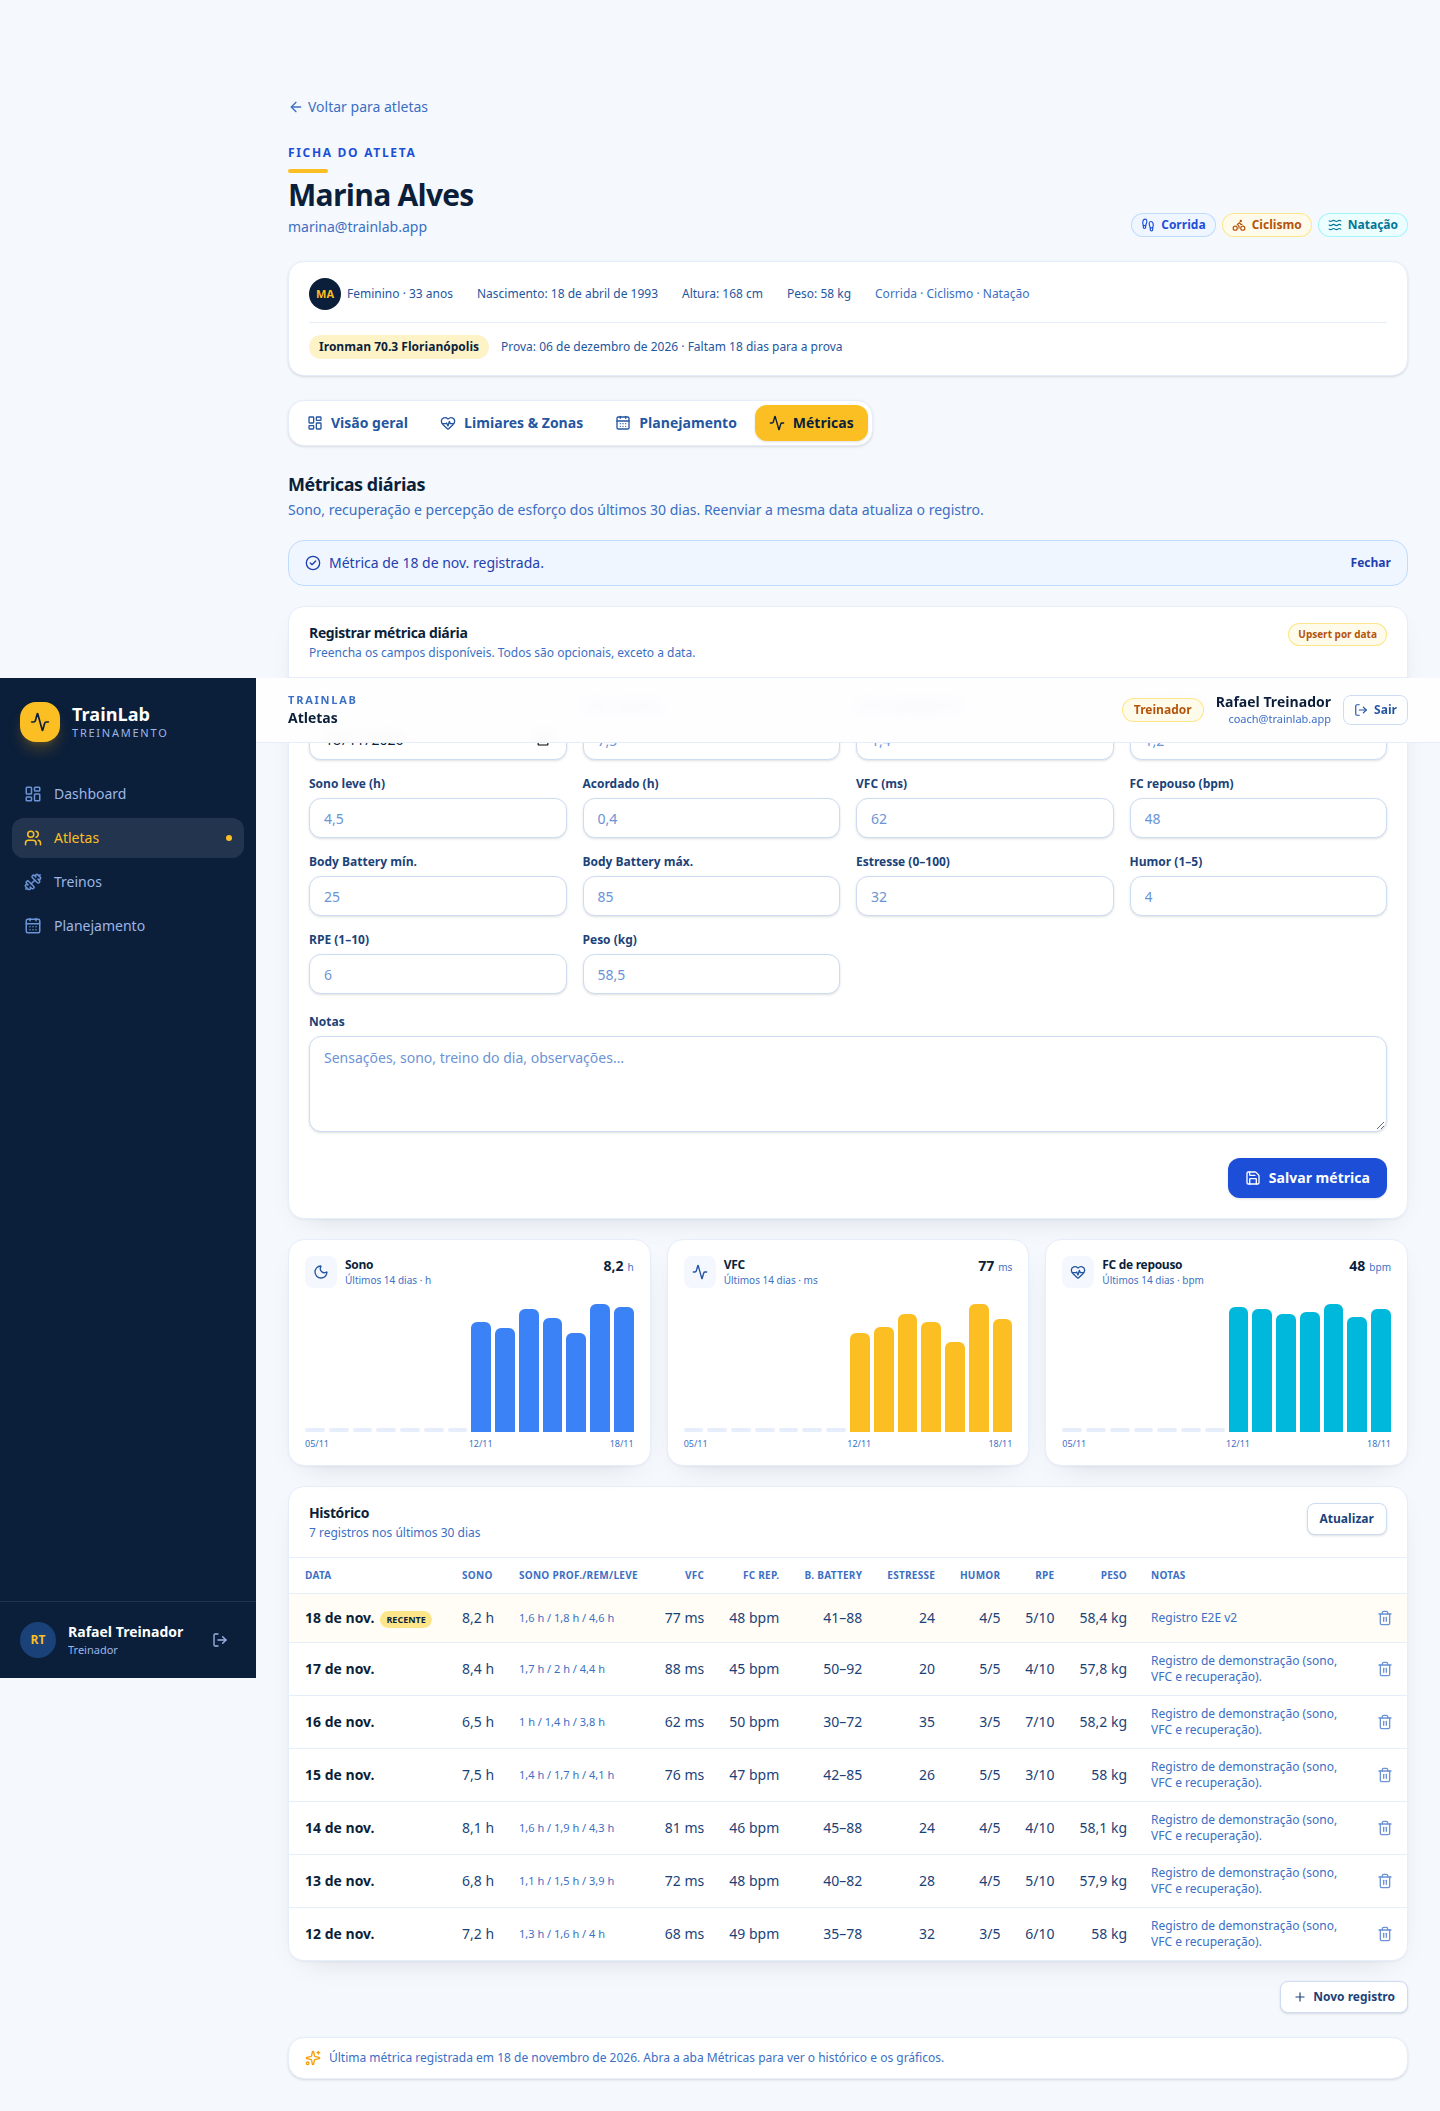 Voltar para atletas
FICHA DO ATLETA
Marina Alves
marina@trainlab.app
Corrida
Ciclismo
Natação
MA
Feminino · 33 anos
Nascimento: 18 de abril de 1993
Altura: 168 cm
Peso: 58 kg
Corrida · Ciclismo · Natação
Ironman 70.3 Florianópolis
Prova: 06 de dezembro de 2026 · Faltam 18 dias para a prova
Visão geral
Limiares & Zonas
Planejamento
Métricas
Métricas diárias
Sono, recuperação e percepção de esforço dos últimos 30 dias. Reenviar a mesma data atualiza o registro.
Métrica de 18 de nov. registrada.
Fechar
Registrar métrica diária
Upsert por data
Preencha os campos disponíveis. Todos são opcionais, exceto a data.
TrainLab
TREINAMENTO
Dashboard
Atletas
Treinos
Planejamento
RT
Rafael Treinador
Treinador
TRAINLAB
Atletas
Treinador
Rafael Treinador
coach@trainlab.app
Sair
Sono leve (h)
Acordado (h)
VFC (ms)
FC repouso (bpm)
4,5
0,4
62
48
Body Battery mín.
Body Battery máx.
Estresse (0–100)
Humor (1–5)
25
85
32
4
RPE (1–10)
Peso (kg)
6
58,5
Notas
Sensações, sono, treino do dia, observações...
Salvar métrica
Sono
8,2 h
Últimos 14 dias · h
05/11
12/11
18/11
VFC
77 ms
Últimos 14 dias · ms
05/11
12/11
18/11
FC de repouso
48 bpm
Últimos 14 dias · bpm
05/11
12/11
18/11
Histórico
7 registros nos últimos 30 dias
Atualizar
DATA SONO SONO PROF./REM/LEVE VFC FC REP. B. BATTERY ESTRESSE HUMOR RPE PESO NOTAS
18 de nov. RECENTE 8,2 h 1,6 h / 1,8 h / 4,6 h 77 ms 48 bpm 41–88 24 4/5 5/10 58,4 kg Registro E2E v2
17 de nov. 8,4 h 1,7 h / 2 h / 4,4 h 88 ms 45 bpm 50–92 20 5/5 4/10 57,8 kg Registro de demonstração (sono,
VFC e recuperação).
16 de nov. 6,5 h 1 h / 1,4 h / 3,8 h 62 ms 50 bpm 30–72 35 3/5 7/10 58,2 kg Registro de demonstração (sono,
VFC e recuperação).
15 de nov. 7,5 h 1,4 h / 1,7 h / 4,1 h 76 ms 47 bpm 42–85 26 5/5 3/10 58 kg Registro de demonstração (sono,
VFC e recuperação).
14 de nov. 8,1 h 1,6 h / 1,9 h / 4,3 h 81 ms 46 bpm 45–88 24 4/5 4/10 58,1 kg Registro de demonstração (sono,
VFC e recuperação).
13 de nov. 6,8 h 1,1 h / 1,5 h / 3,9 h 72 ms 48 bpm 40–82 28 4/5 5/10 57,9 kg Registro de demonstração (sono,
VFC e recuperação).
12 de nov. 7,2 h 1,3 h / 1,6 h / 4 h 68 ms 49 bpm 35–78 32 3/5 6/10 58 kg Registro de demonstração (sono,
VFC e recuperação).
Novo registro
Última métrica registrada em 18 de novembro de 2026. Abra a aba Métricas para ver o histórico e os gráficos.